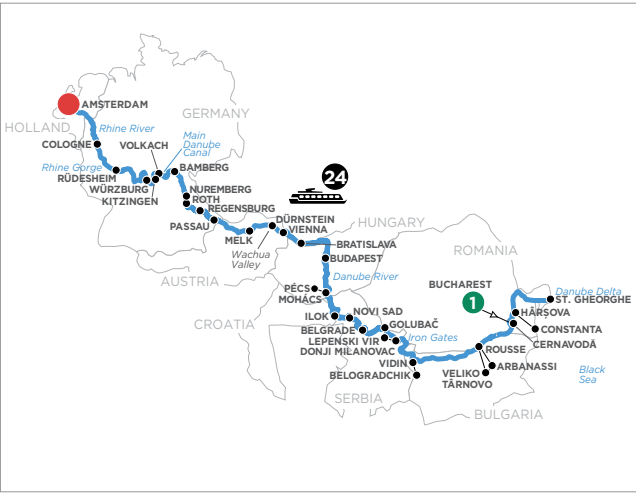 AMSTERDAM
GERMANY
HOLLAND
Rhine River
Main
Danube
Canal
COLOGNE
VOLKACH
Rhine Gorge
BAMBERG
RÜDESHEIM
WÜRZBURG
KITZINGEN
NUREMBERG
ROTH
REGENSBURG
24
PASSAU
DÜRNSTEIN
VIENNA
HUNGARY
MELK
Wachua
Valley
BRATISLAVA
BUDAPEST
ROMANIA
AUSTRIA
Danube River
BUCHAREST
Danube Delta
PÉCS
MOHÁCS
1
ST. GHEORGHE
CROATIA
ILOK
NOVI SAD
HÂRȘOVA
BELGRADE
GOLUBAČ
CONSTANTA
LEPENSKI VIR
Iron Gates
CERNAVODĂ
DONJI MILANOVAC
ROUSSE
VIDIN
ARBANASSI
BELOGRADCHIK
VELIKO
TÂRNOVO
Black
Sea
SERBIA
BULGARIA